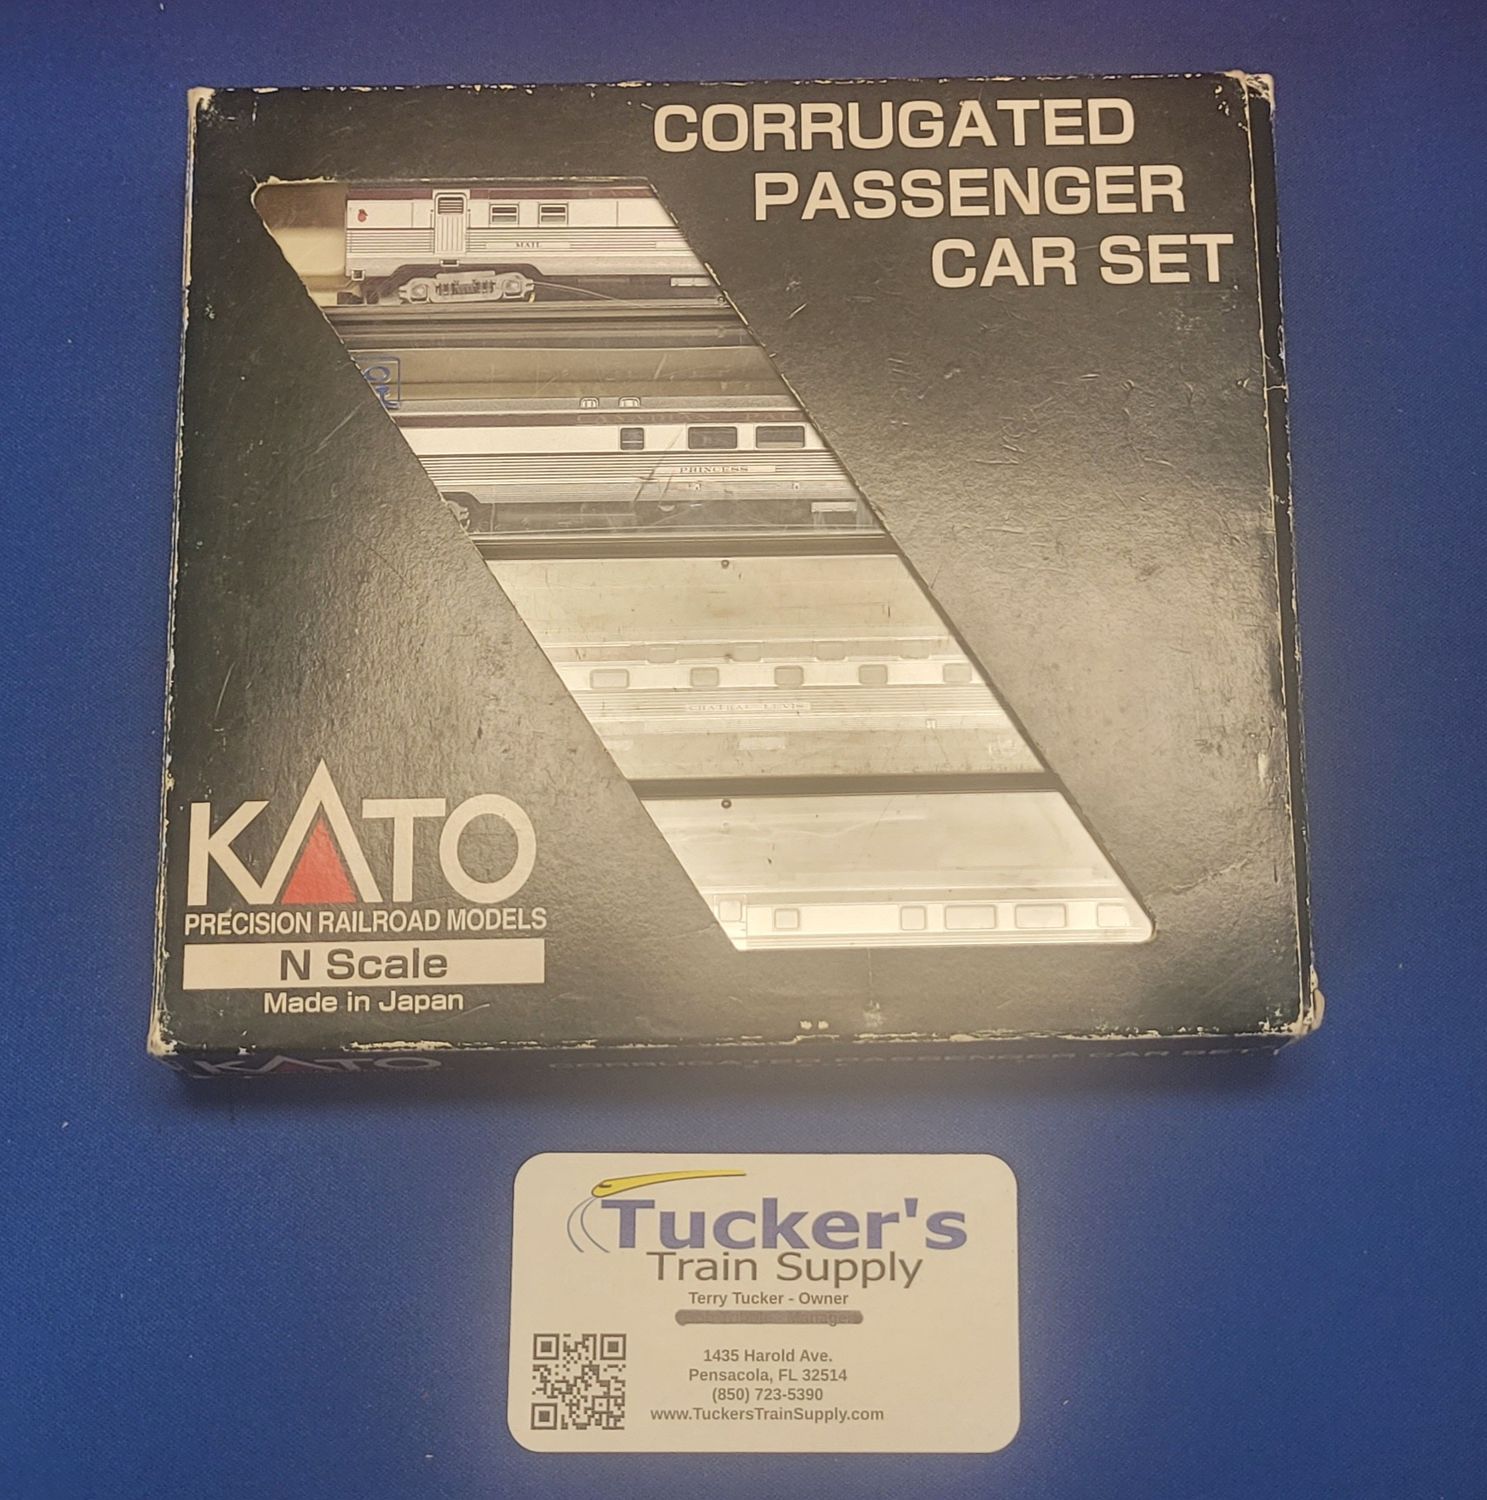 CORRUGATED
PASSENGER
CAR SET
MAIL
CANADIAN PAC
PRINCESS
KATO
PRECISION RAILROAD MODELS
N Scale
Made in Japan
KATO CORRUGATED PASSENGER CAR SET
Tucker's
Train Supply
Terry Tucker - Owner
Manager
1435 Harold Ave.
Pensacola, FL 32514
(850) 723-5390
www.TuckersTrainSupply.com